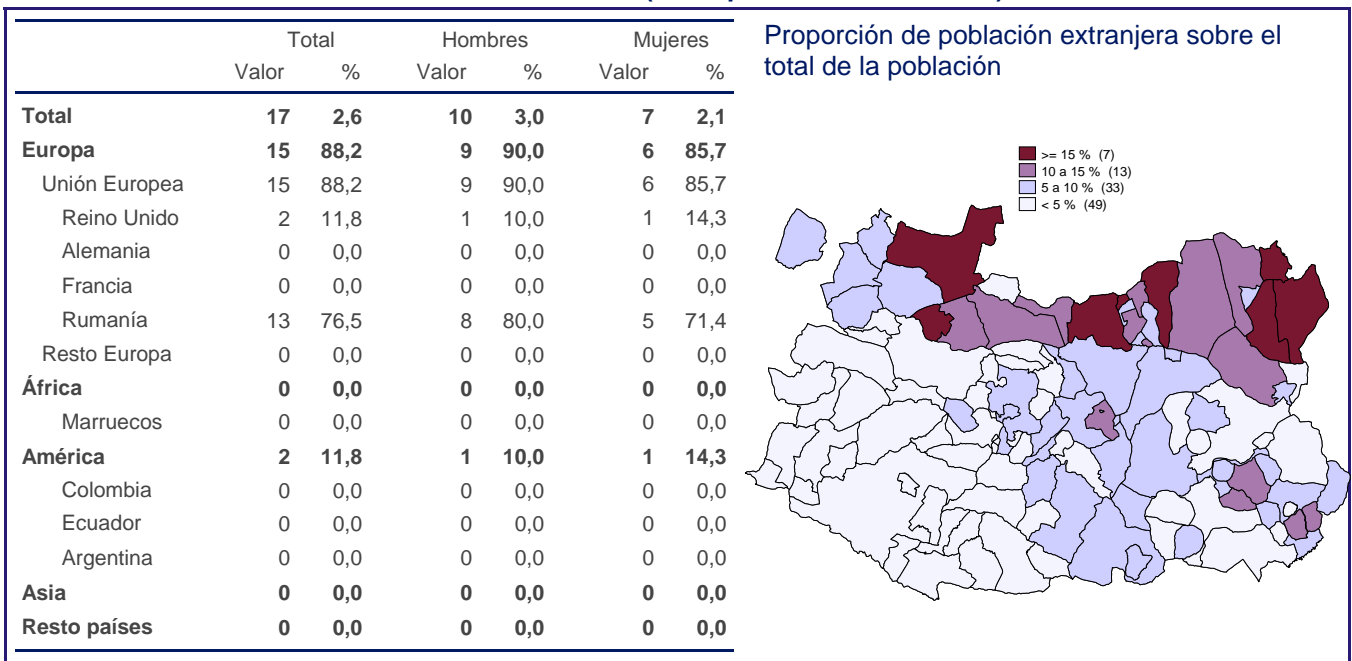 Total Hombres Mujeres
Valor % Valor % Valor %
Total 17 2,6 10 3,0 7 2,1
Europa 15 88,2 9 90,0 6 85,7
Unión Europea 15 88,2 9 90,0 6 85,7
Reino Unido 2 11,8 1 10,0 1 14,3
Alemania 0 0,0 0 0,0 0 0,0
Francia 0 0,0 0 0,0 0 0,0
Rumanía 13 76,5 8 80,0 5 71,4
Resto Europa 0 0,0 0 0,0 0 0,0
África 0 0,0 0 0,0 0 0,0
Marruecos 0 0,0 0 0,0 0 0,0
América 2 11,8 1 10,0 1 14,3
Colombia 0 0,0 0 0,0 0 0,0
Ecuador 0 0,0 0 0,0 0 0,0
Argentina 0 0,0 0 0,0 0 0,0
Asia 0 0,0 0 0,0 0 0,0
Resto países 0 0,0 0 0,0 0 0,0
Proporción de población extranjera sobre el
total de la población
>= 15 % (7)
10 a 15 % (13)
5 a 10 % (33)
< 5 % (49)